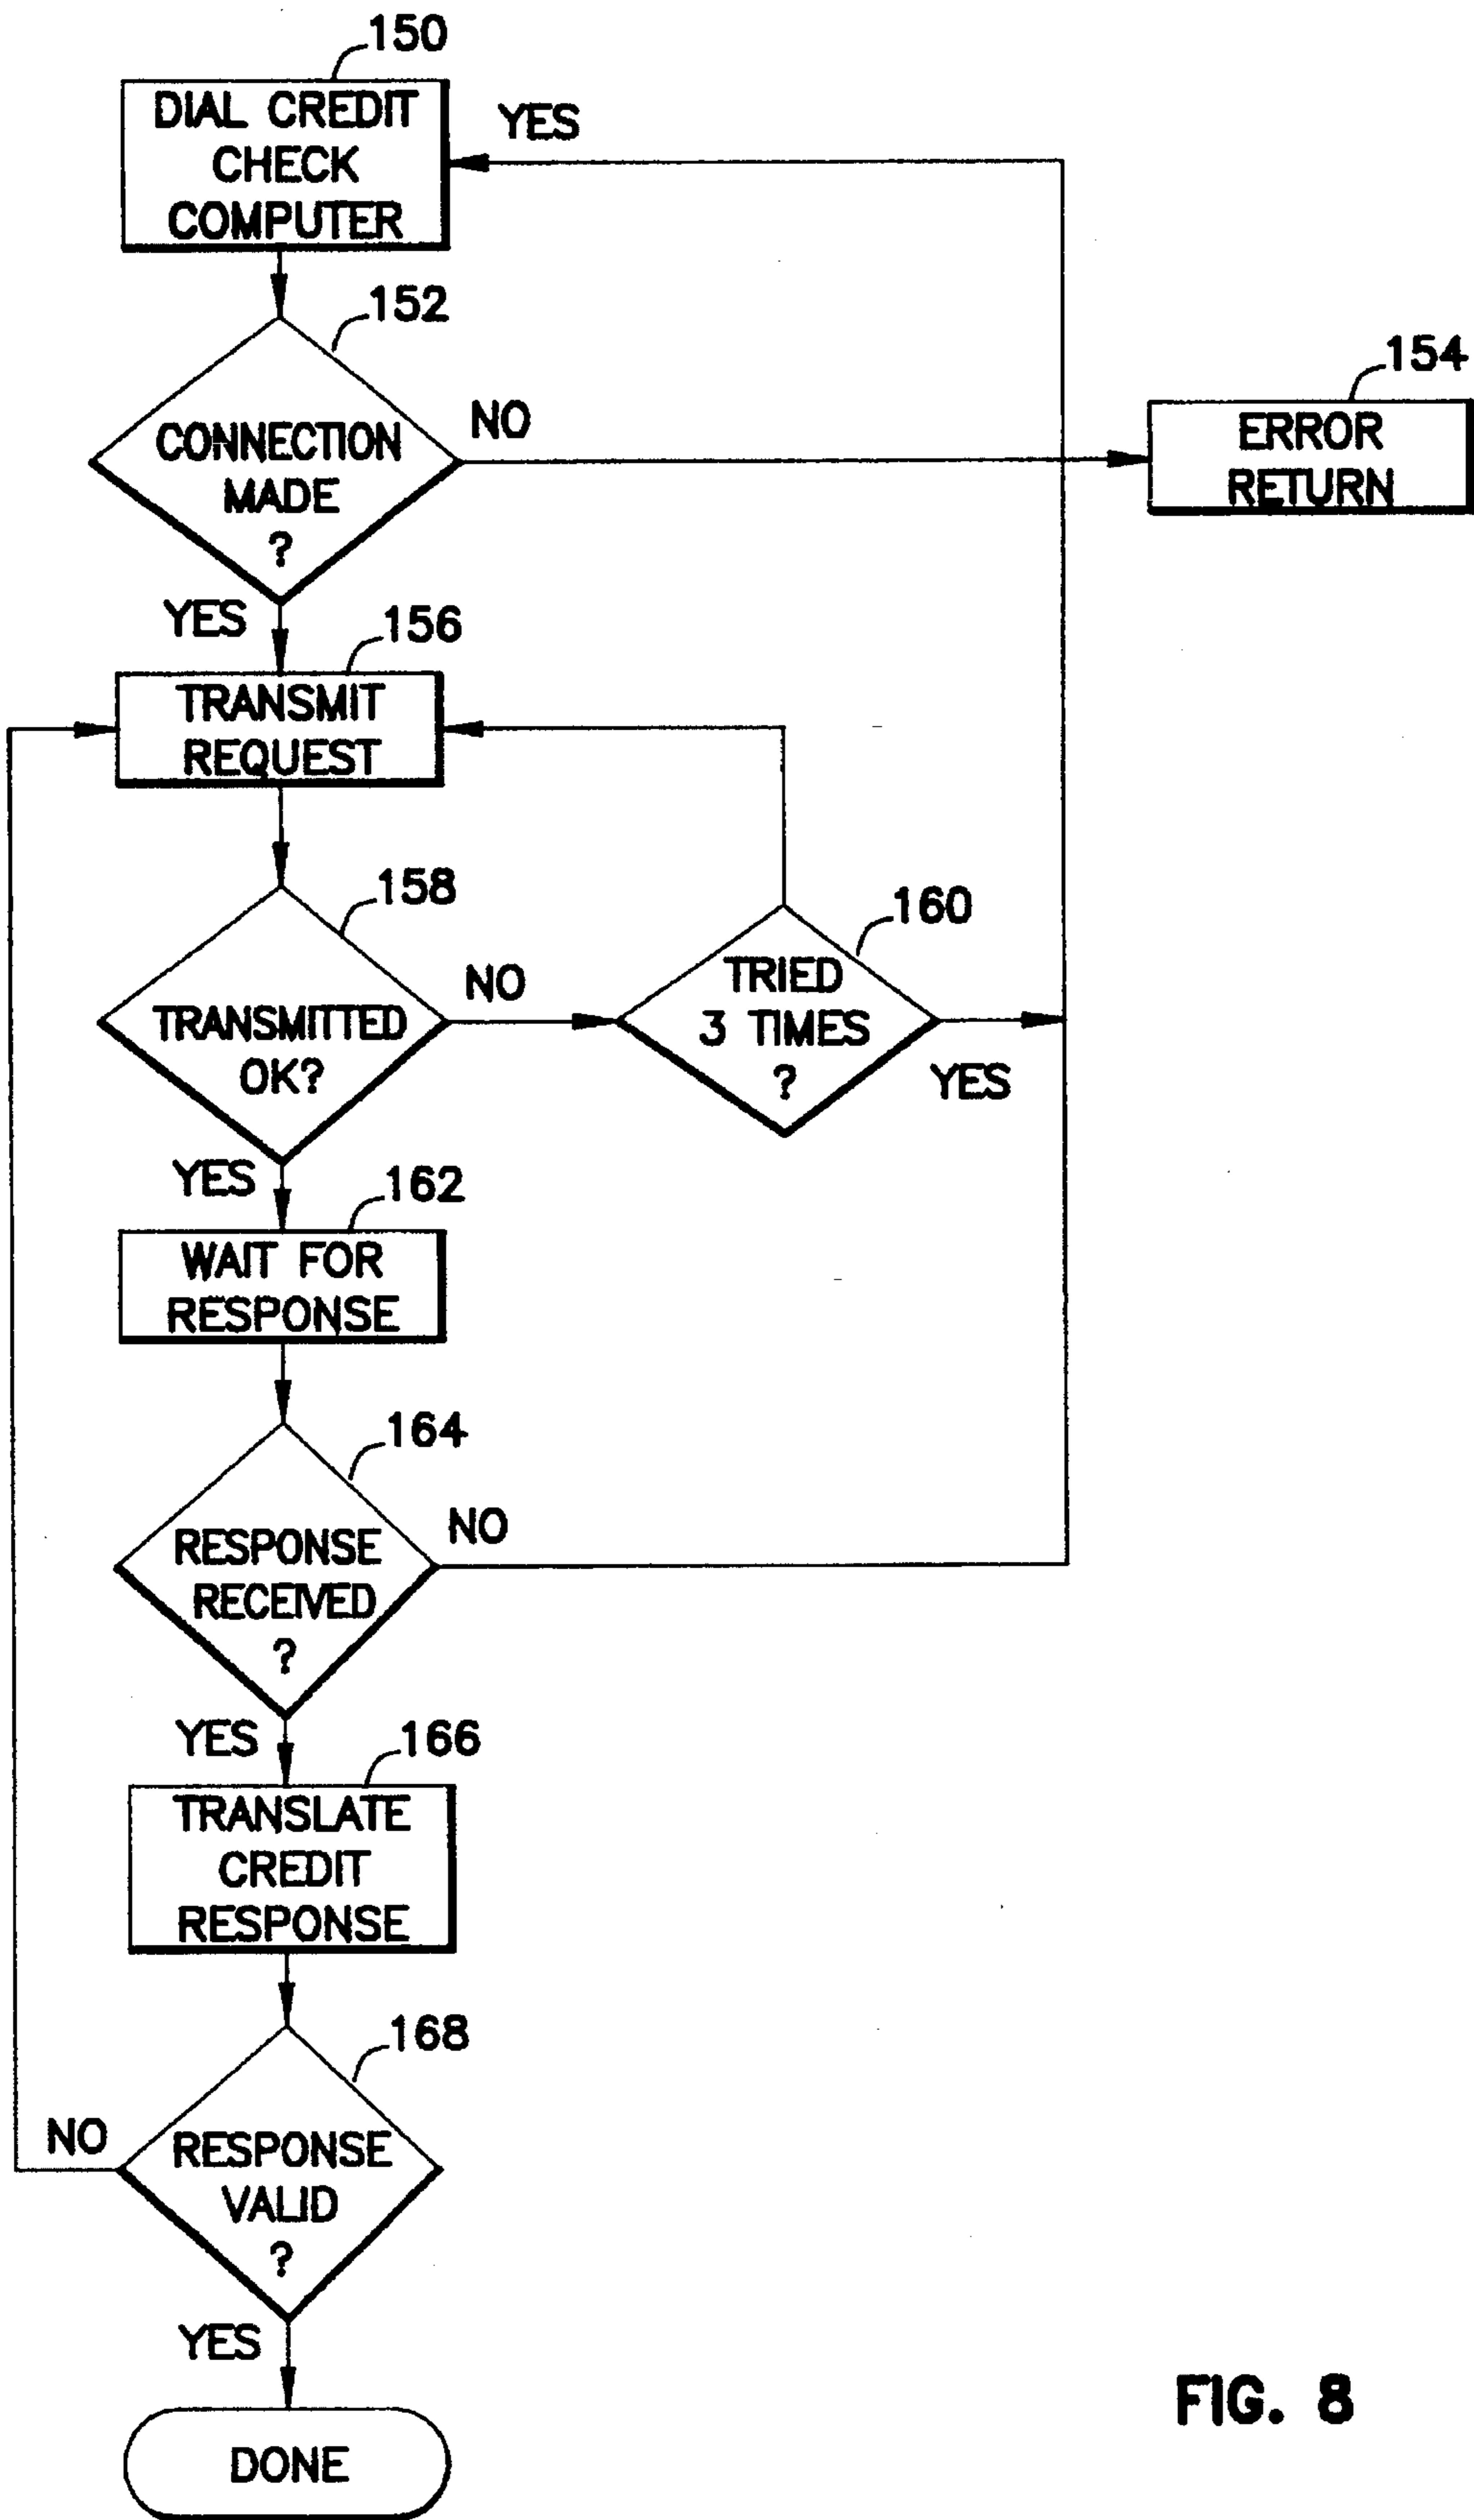 150
DIAL CREDIT
CHECK
COMPUTER
YES
152
CONNECTION
MADE
?
NO
154
ERROR
RETURN
YES
156
TRANSMIT
REQUEST
158
TRANSMITTED
OK?
NO
160
TRIED
3 TIMES
?
YES
YES
162
WAIT FOR
RESPONSE
164
RESPONSE
RECEIVED
?
NO
YES
166
TRANSLATE
CREDIT
RESPONSE
168
RESPONSE
VALID
?
NO
YES
DONE
FIG. 8